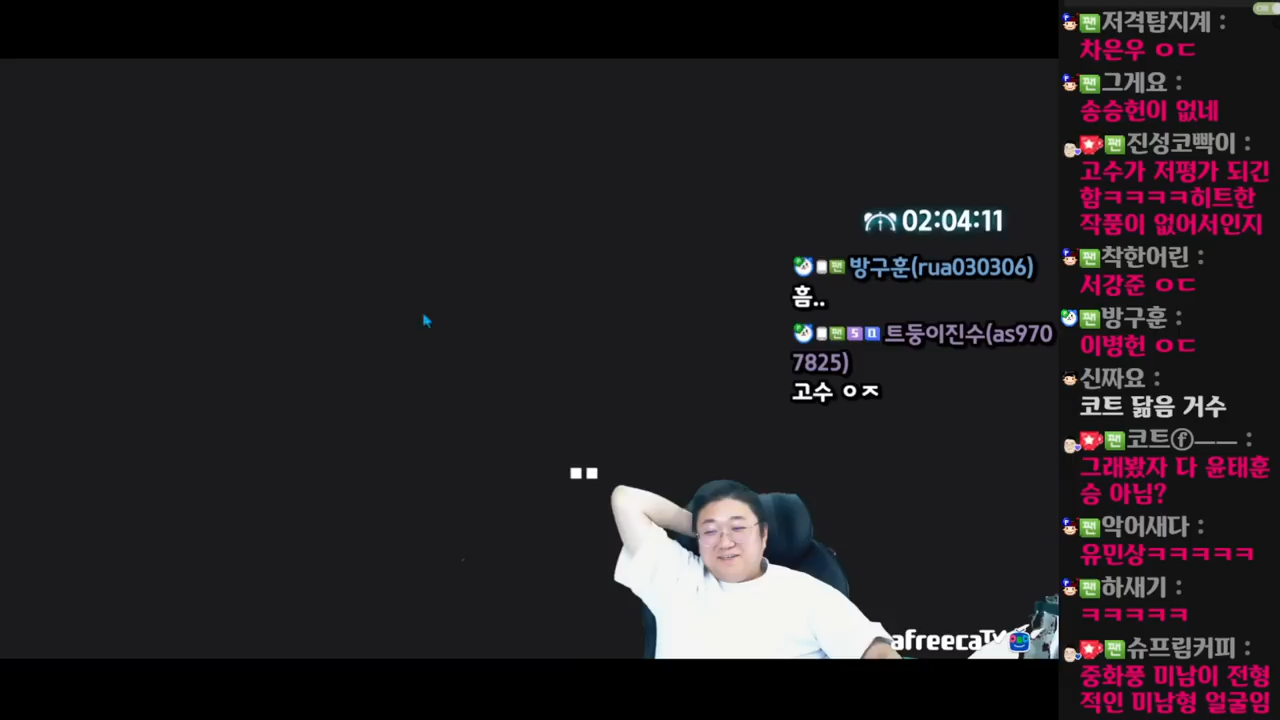 02:04:11
방구훈(rua030306)
흠..
트둥이진수(as970
7825)
고수 ㅇㅈ
afreecaTV
저격탐지계 :
차은우 ㅇㄷ
그게요 :
송승헌이 없네
진성코빡이 :
고수가 저평가 되긴
함ㅋㅋㅋㅋ히트한
작품이 없어서인지
착한어린 :
서강준 ㅇㄷ
방구훈 :
이병헌 ㅇㄷ
신짜요 :
코트 닮음 거수
코트ⓕㅡㅡ :
그래봤자 다 윤태훈
승 아님?
악어새다 :
유민상ㅋㅋㅋㅋㅋ
하새기 :
ㅋㅋㅋㅋㅋ
슈프림커피 :
중화풍 미남이 전형
적인 미남형 얼굴임